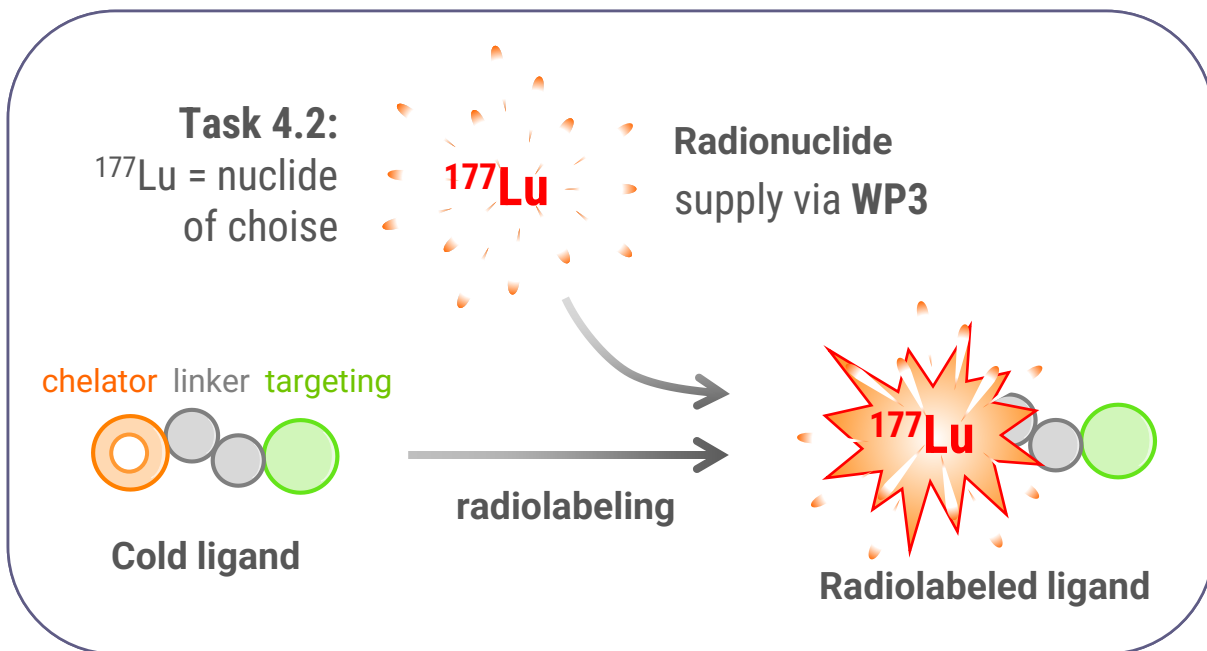 Task 4.2:
¹⁷⁷Lu = nuclide
of choise
¹⁷⁷Lu
Radionuclide
supply via WP3
chelator linker targeting
Cold ligand
radiolabeling
¹⁷⁷Lu
Radiolabeled ligand